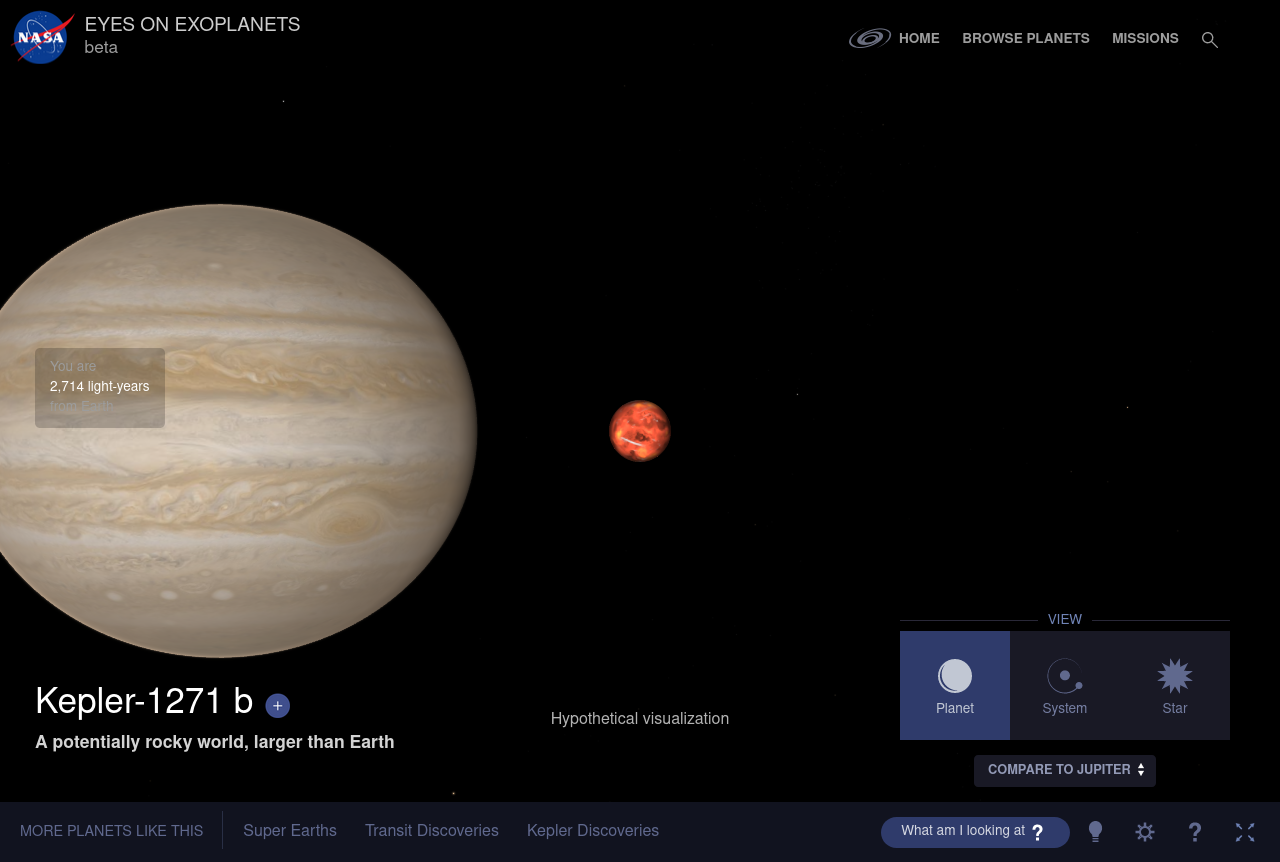 NASA
EYES ON EXOPLANETS
beta
HOME
BROWSE PLANETS
MISSIONS
You are
2,714 light-years
from Earth
Kepler-1271 b
+
A potentially rocky world, larger than Earth
Hypothetical visualization
VIEW
Planet
System
Star
COMPARE TO JUPITER
MORE PLANETS LIKE THIS
Super Earths
Transit Discoveries
Kepler Discoveries
What am I looking at ?
?